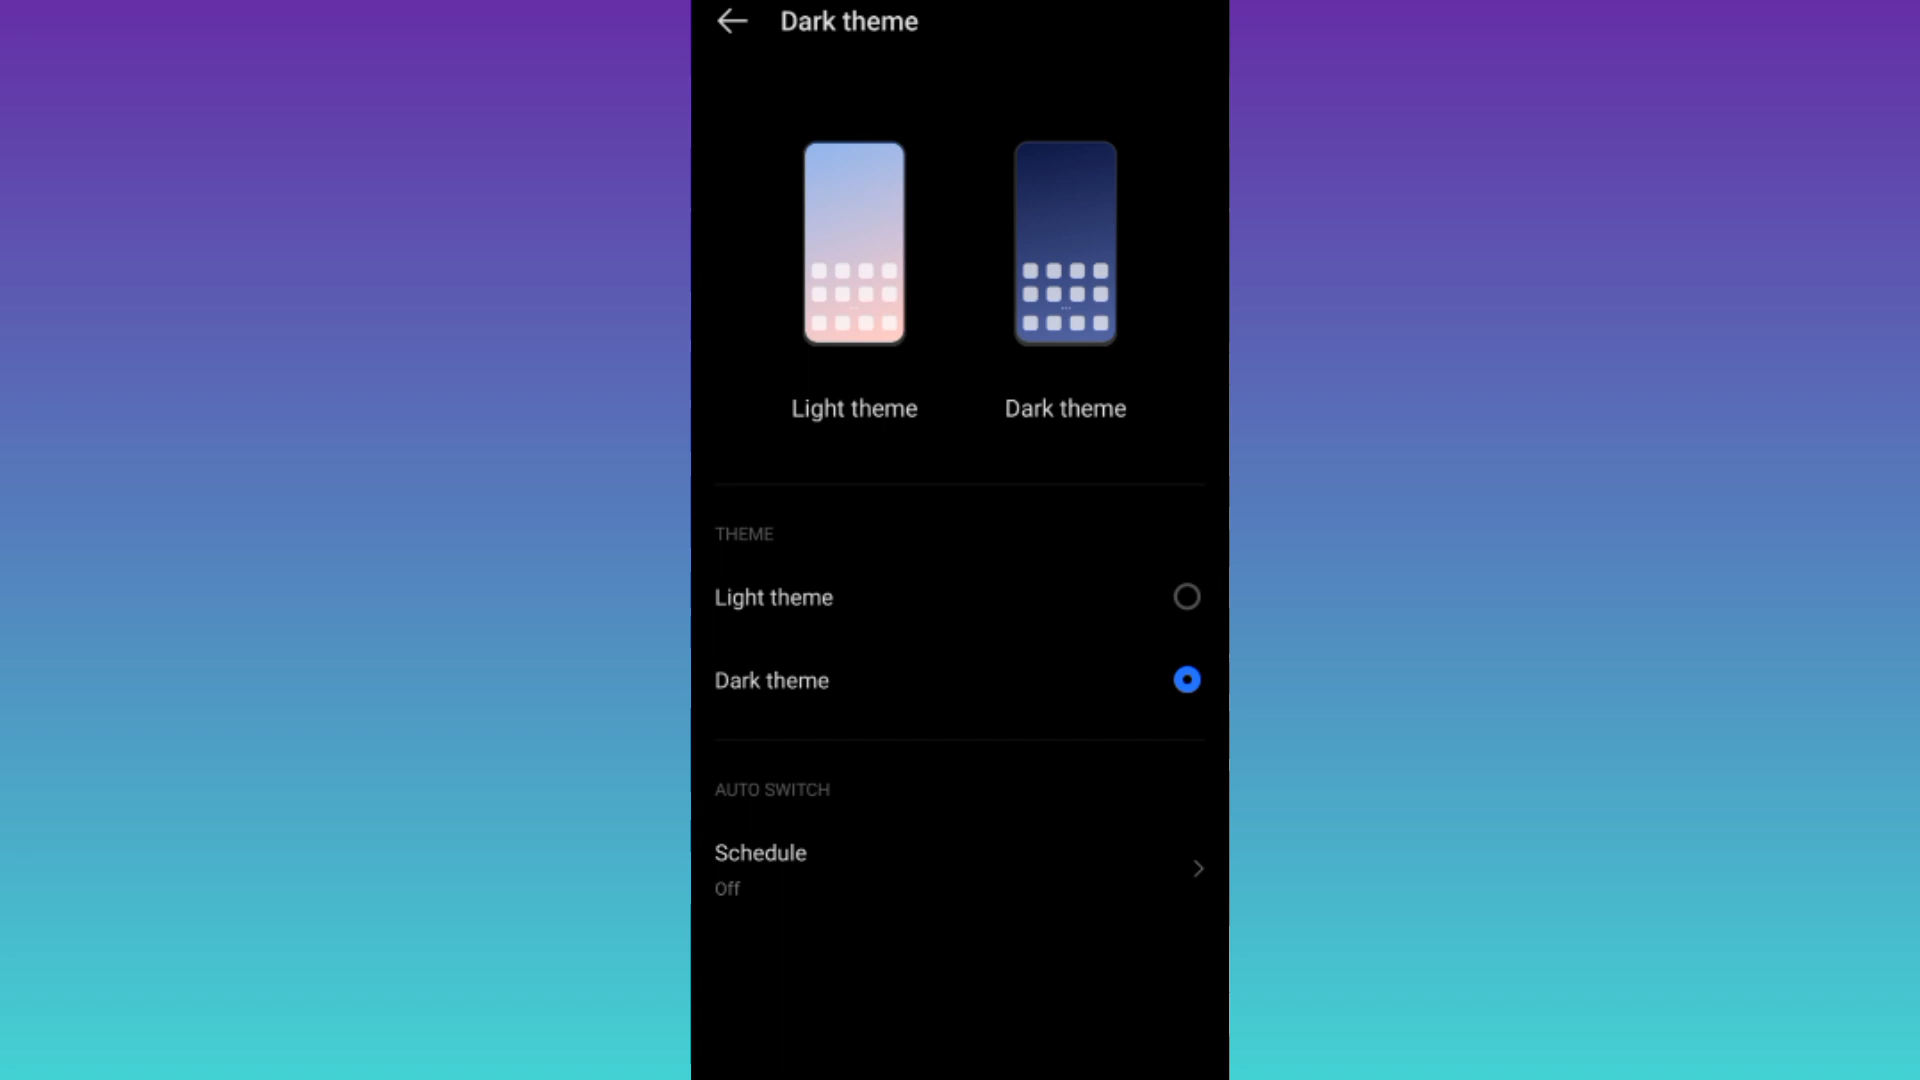 Dark theme
Light theme
Dark theme
THEME
Light theme
Dark theme
AUTO SWITCH
Schedule
Off